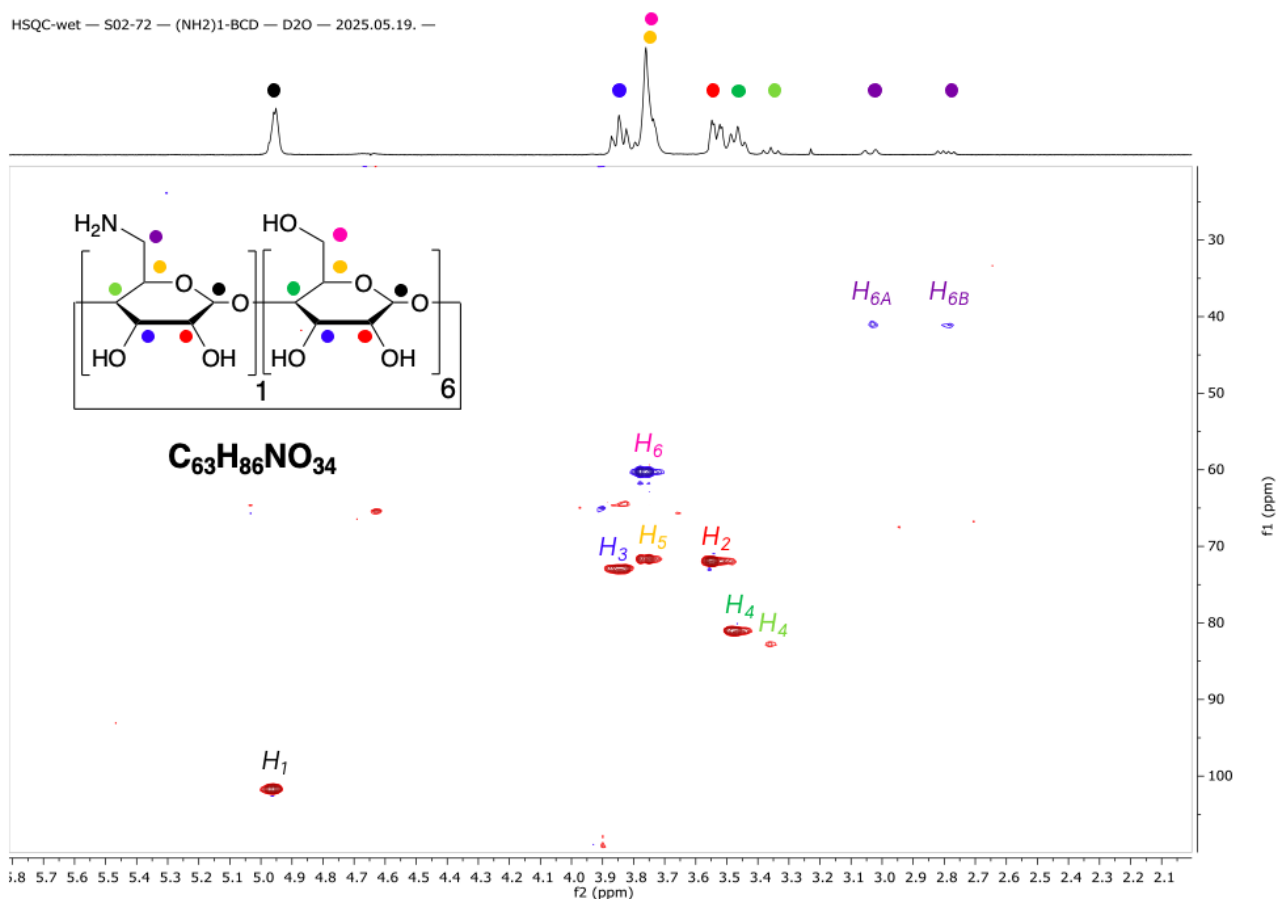 HSQC-wet — S02-72 — (NH2)1-BCD — D2O — 2025.05.19. —
H2N
HO
O
O
O
O
HO
OH
HO
OH
1
6
C63H86NO34
H6A
H6B
H6
H3
H5
H2
H4
H4
H1
30
40
50
60
70
80
90
100
f1 (ppm)
5.8 5.7 5.6 5.5 5.4 5.3 5.2 5.1 5.0 4.9 4.8 4.7 4.6 4.5 4.4 4.3 4.2 4.1 4.0 3.9 3.8 3.7 3.6 3.5 3.4 3.3 3.2 3.1 3.0 2.9 2.8 2.7 2.6 2.5 2.4 2.3 2.2 2.1
f2 (ppm)